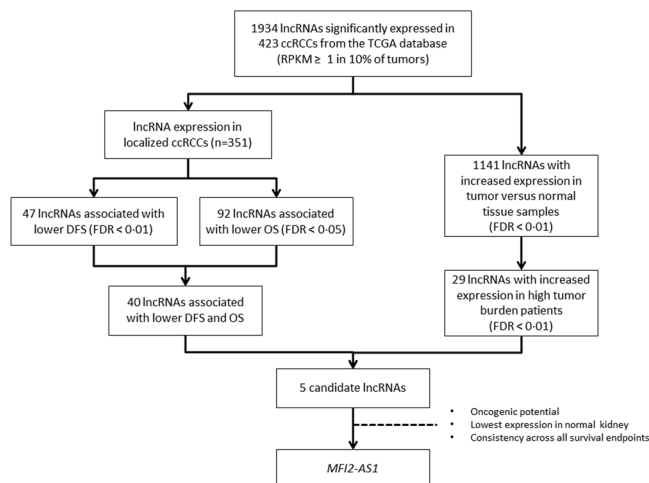 1934 lncRNAs significantly expressed in
423 ccRCCs from the TCGA database
(RPKM ≥ 1 in 10% of tumors)
lncRNA expression in
localized ccRCCs (n=351)
1141 lncRNAs with
increased expression in
tumor versus normal
tissue samples
(FDR < 0·01)
47 lncRNAs associated with
lower DFS (FDR < 0·01)
92 lncRNAs associated
with lower OS (FDR < 0·05)
40 lncRNAs associated
with lower DFS and OS
29 lncRNAs with increased
expression in high tumor
burden patients
(FDR < 0·01)
5 candidate lncRNAs
• Oncogenic potential
• Lowest expression in normal kidney
• Consistency across all survival endpoints
MFI2-AS1